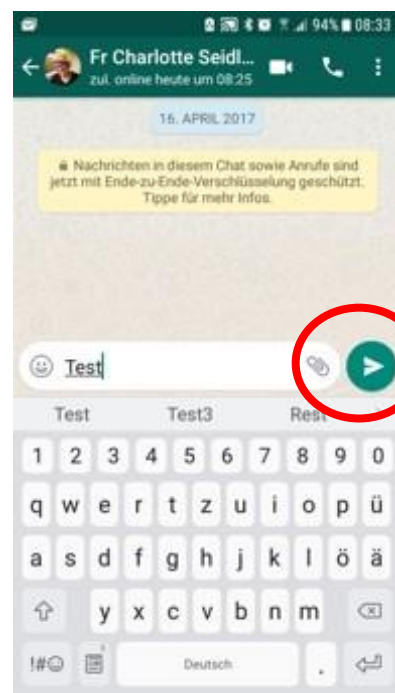 94% 08:33
Fr Charlotte Seidl...
zul. online heute um 08:25
16. APRIL 2017
Nachrichten in diesem Chat sowie Anrufe sind
jetzt mit Ende-zu-Ende-Verschlüsselung geschützt.
Tippe für mehr Infos.
Test
Test Test3 Rest
1 2 3 4 5 6 7 8 9 0
q w e r t z u i o p ü
a s d f g h j k l ö ä
y x c v b n m
!#☺ Deutsch .